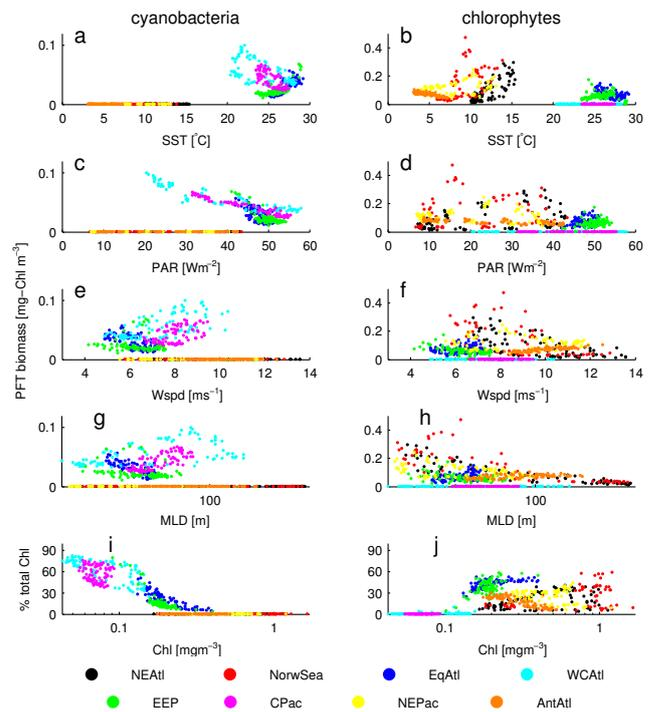 cyanobacteria chlorophytes
a b
0.1 0.4
0.2
0 0
0 5 10 15 20 25 30 0 5 10 15 20 25 30
SST [°C] SST [°C]
c d
0.1 0.4
0.2
0 0
0 10 20 30 40 50 60 0 10 20 30 40 50 60
PAR [Wm−2] PAR [Wm−2]
PFT biomass [mg−Chl m−3]
e f
0.1 0.4
0.2
0 0
4 6 8 10 12 14 4 6 8 10 12 14
Wspd [ms−1] Wspd [ms−1]
g h
0.1 0.4
0.2
0 0
100 100
MLD [m] MLD [m]
i j
90 90
60 60
30 30
0 0
% total Chl
0.1 1 0.1 1
Chl [mgm−3] Chl [mgm−3]
NEAtl NorwSea EqAtl WCAtl
EEP CPac NEPac AntAtl